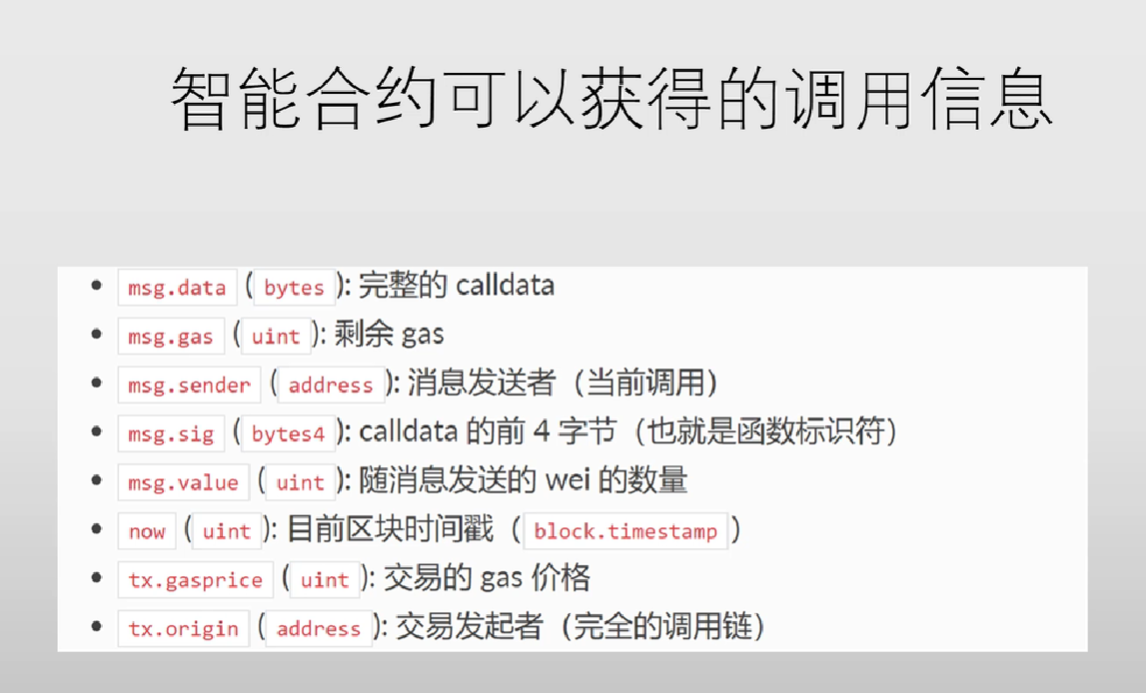 智能合约可以获得的调用信息
• msg.data (bytes): 完整的 calldata
• msg.gas (uint): 剩余 gas
• msg.sender (address): 消息发送者（当前调用）
• msg.sig (bytes4): calldata 的前 4 字节（也就是函数标识符）
• msg.value (uint): 随消息发送的 wei 的数量
• now (uint): 目前区块时间戳（block.timestamp）
• tx.gasprice (uint): 交易的 gas 价格
• tx.origin (address): 交易发起者（完全的调用链）